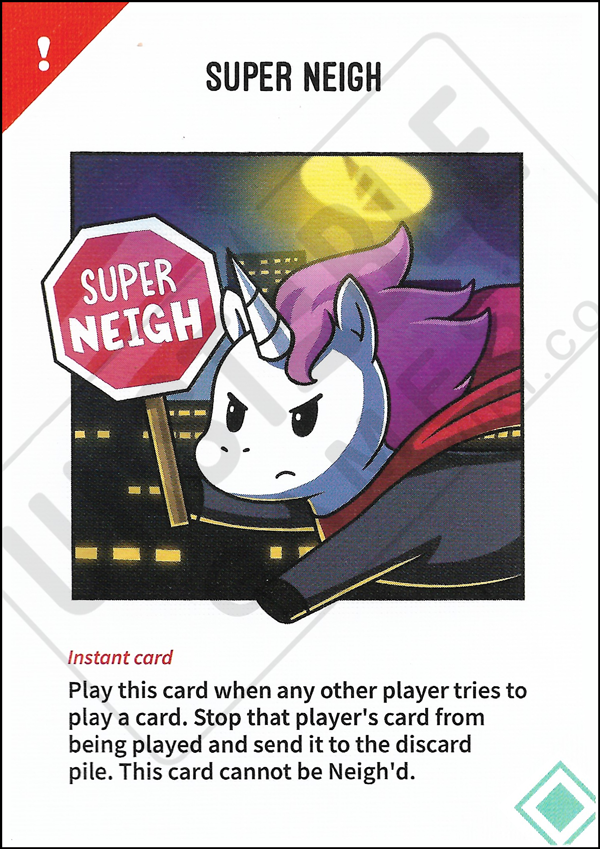 !
SUPER NEIGH
SUPER
NEIGH
Instant card
Play this card when any other player tries to
play a card. Stop that player's card from
being played and send it to the discard
pile. This card cannot be Neigh'd.